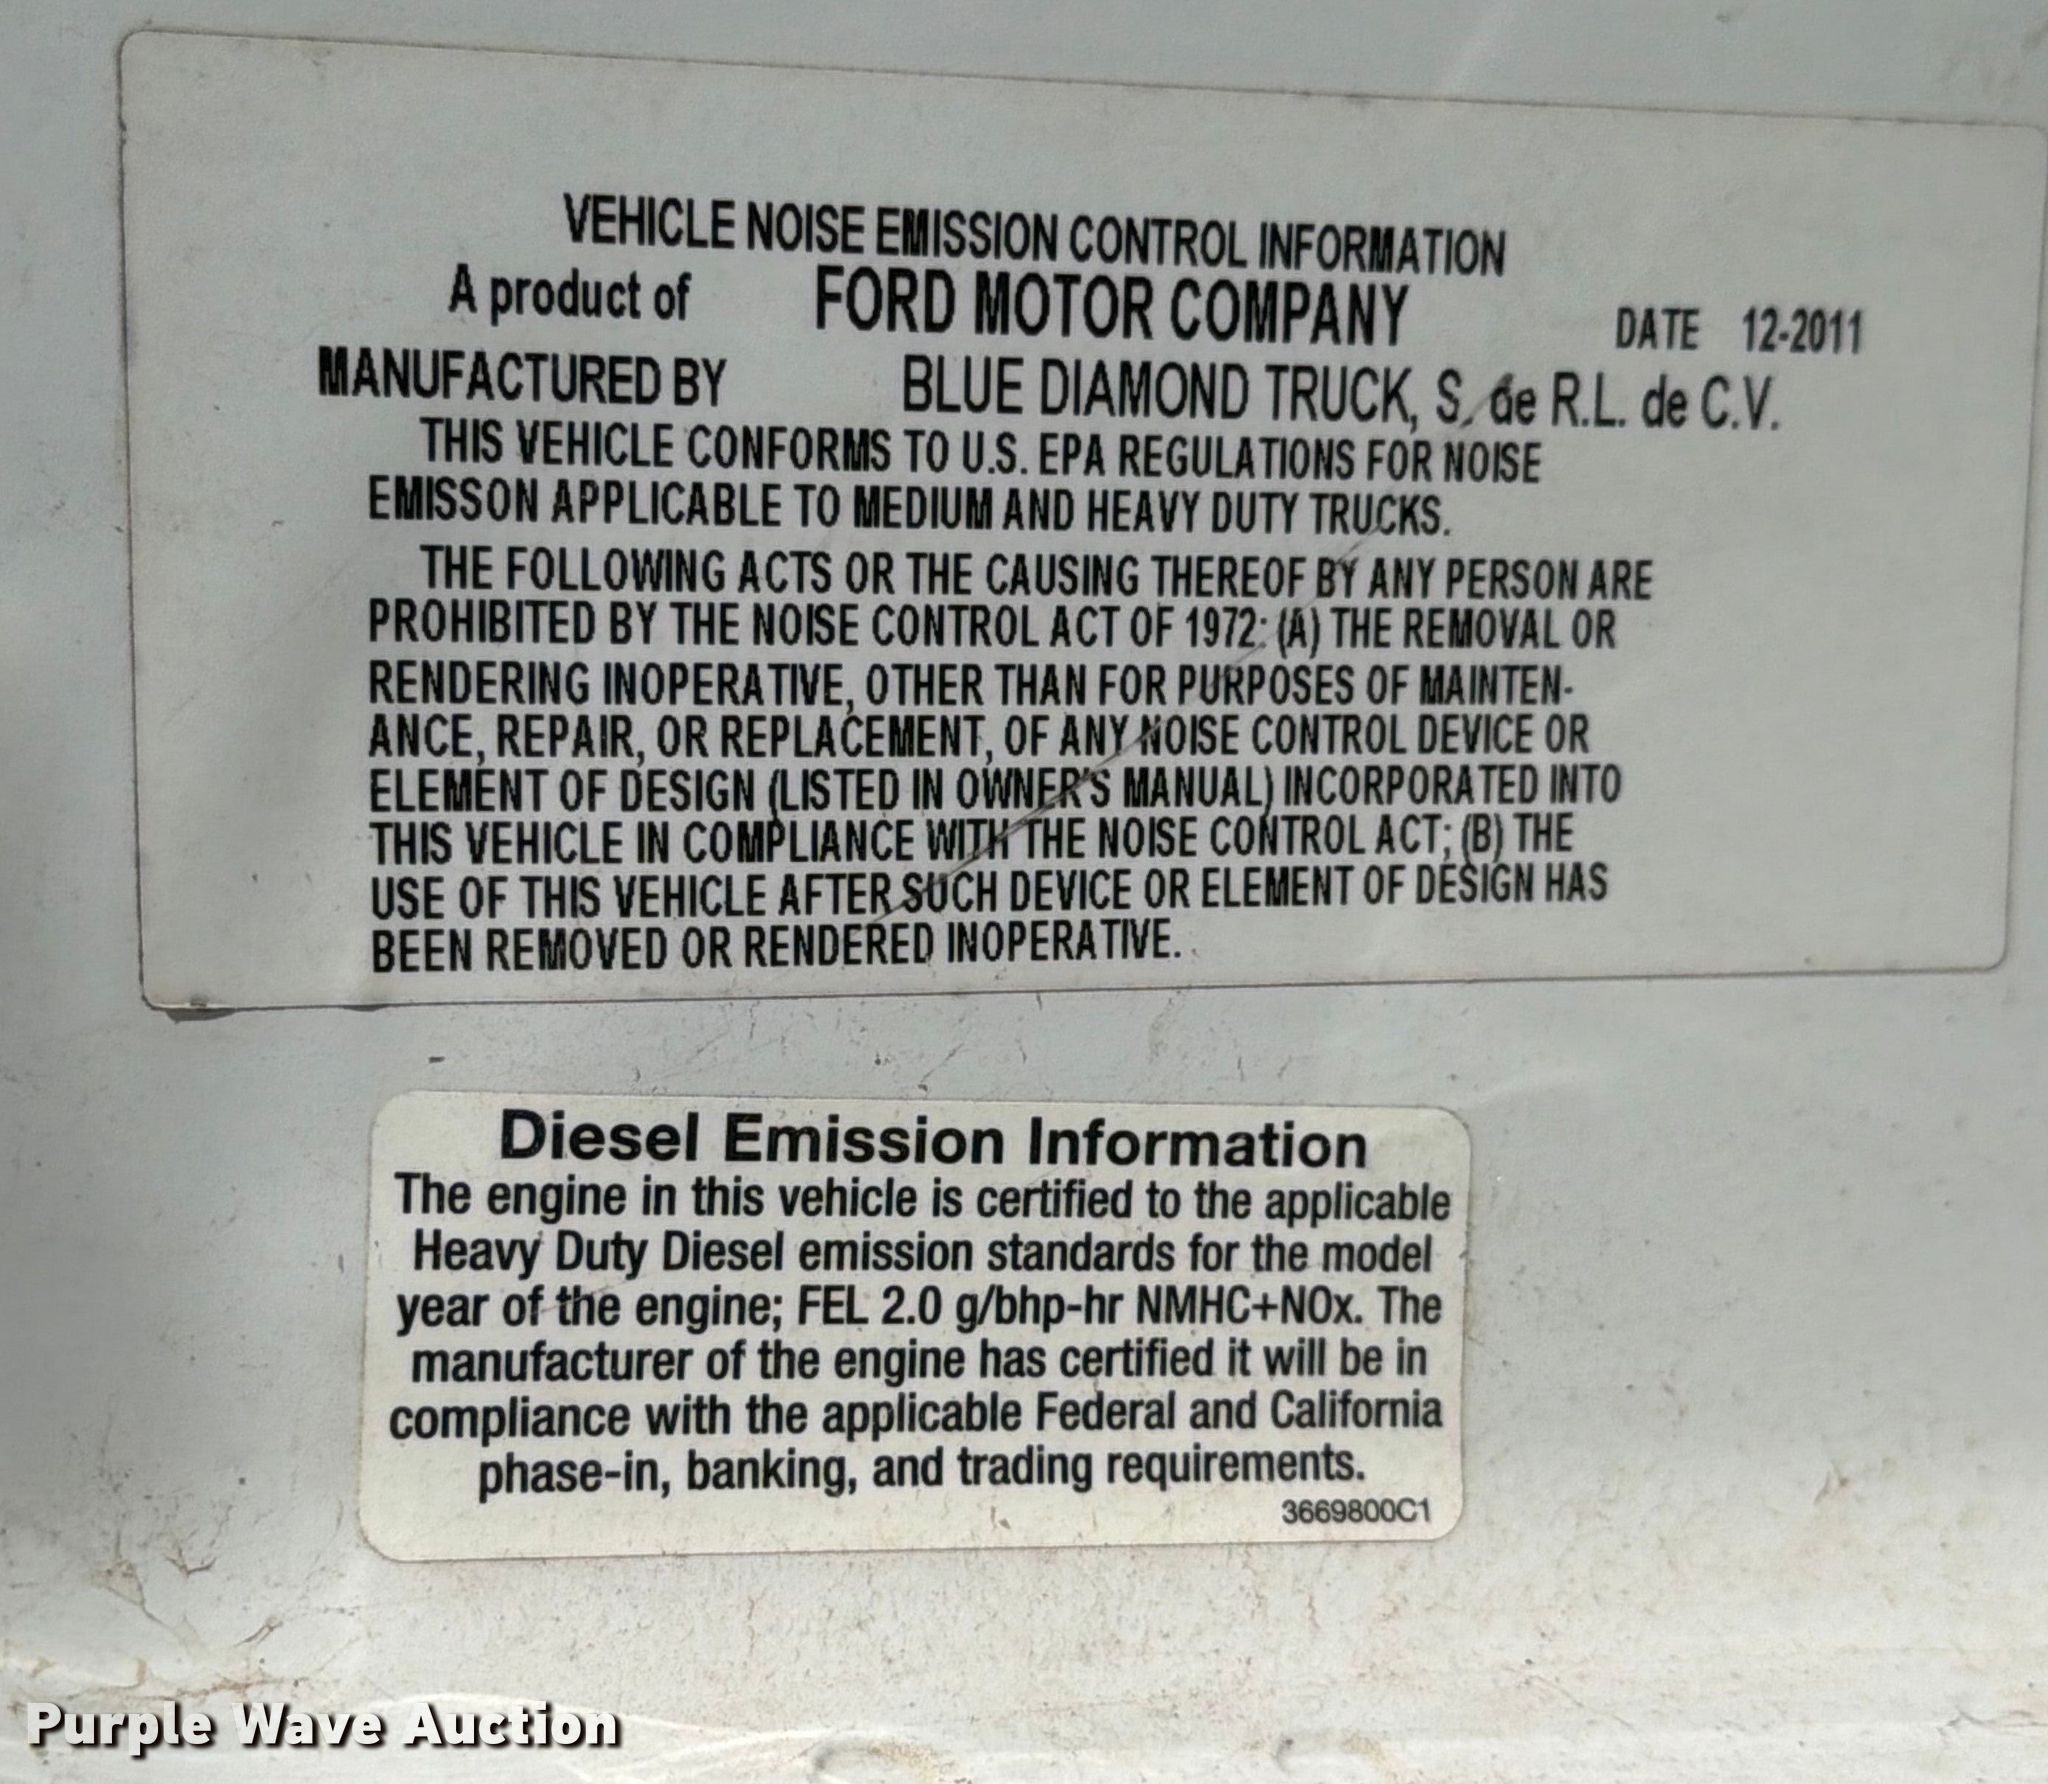 VEHICLE NOISE EMISSION CONTROL INFORMATION
A product of FORD MOTOR COMPANY DATE 12-2011
MANUFACTURED BY BLUE DIAMOND TRUCK, S. de R.L. de C.V.
THIS VEHICLE CONFORMS TO U.S. EPA REGULATIONS FOR NOISE
EMISSON APPLICABLE TO MEDIUM AND HEAVY DUTY TRUCKS.
THE FOLLOWING ACTS OR THE CAUSING THEREOF BY ANY PERSON ARE
PROHIBITED BY THE NOISE CONTROL ACT OF 1972: (A) THE REMOVAL OR
RENDERING INOPERATIVE, OTHER THAN FOR PURPOSES OF MAINTEN-
ANCE, REPAIR, OR REPLACEMENT, OF ANY NOISE CONTROL DEVICE OR
ELEMENT OF DESIGN (LISTED IN OWNER'S MANUAL) INCORPORATED INTO
THIS VEHICLE IN COMPLIANCE WITH THE NOISE CONTROL ACT; (B) THE
USE OF THIS VEHICLE AFTER SUCH DEVICE OR ELEMENT OF DESIGN HAS
BEEN REMOVED OR RENDERED INOPERATIVE.
Diesel Emission Information
The engine in this vehicle is certified to the applicable
Heavy Duty Diesel emission standards for the model
year of the engine; FEL 2.0 g/bhp-hr NMHC+NOx. The
manufacturer of the engine has certified it will be in
compliance with the applicable Federal and California
phase-in, banking, and trading requirements.
3669800C1
Purple Wave Auction